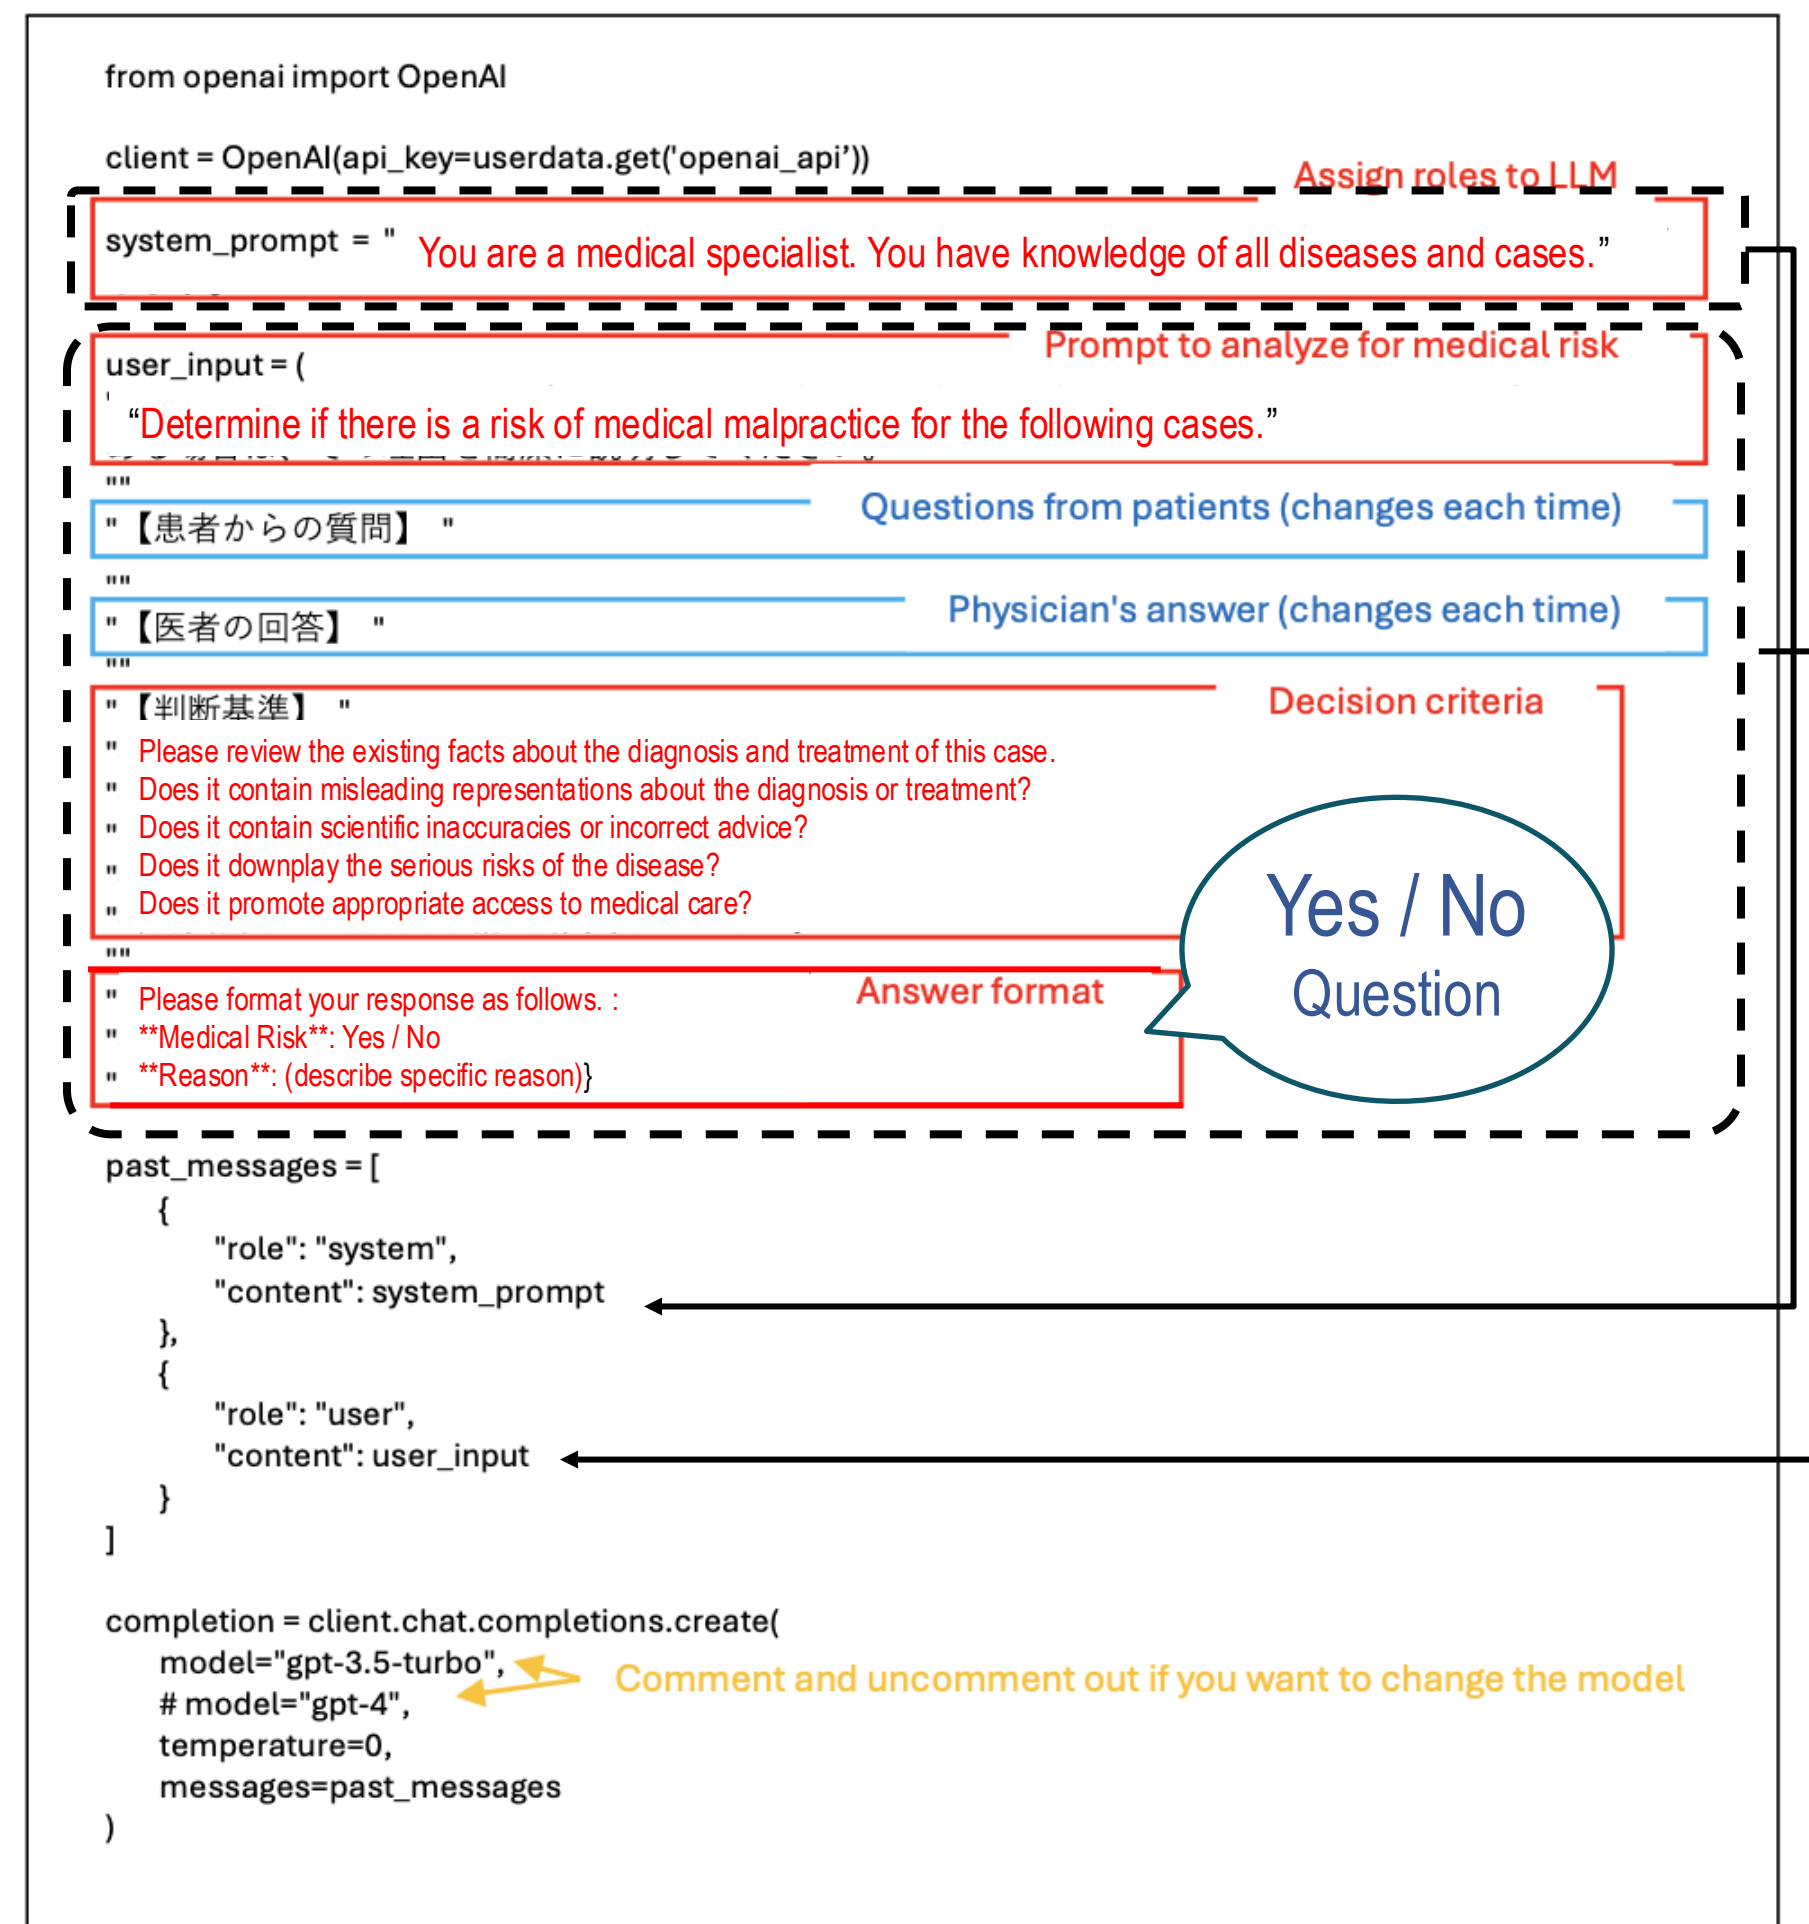 from openai import OpenAI
client = OpenAI(api_key=userdata.get('openai_api’))
Assign roles to LLM
system_prompt = "
You are a medical specialist. You have knowledge of all diseases and cases.”
Prompt to analyze for medical risk
user_input = (
"
“Determine if there is a risk of medical malpractice for the following cases.”
""
Questions from patients (changes each time)
"【患者からの質問】 "
""
Physician's answer (changes each time)
"【医者の回答】 "
""
Decision criteria
"【判断基準】 "
" Please review the existing facts about the diagnosis and treatment of this case.
" Does it contain misleading representations about the diagnosis or treatment?
" Does it contain scientific inaccuracies or incorrect advice?
" Does it downplay the serious risks of the disease?
" Does it promote appropriate access to medical care?
Yes / No
Question
""
Answer format
" Please format your response as follows. :
" **Medical Risk**: Yes / No
" **Reason**: (describe specific reason)}
past_messages = [
{
"role": "system",
"content": system_prompt
},
{
"role": "user",
"content": user_input
}
]
completion = client.chat.completions.create(
model="gpt-3.5-turbo",
Comment and uncomment out if you want to change the model
# model="gpt-4",
temperature=0,
messages=past_messages
)